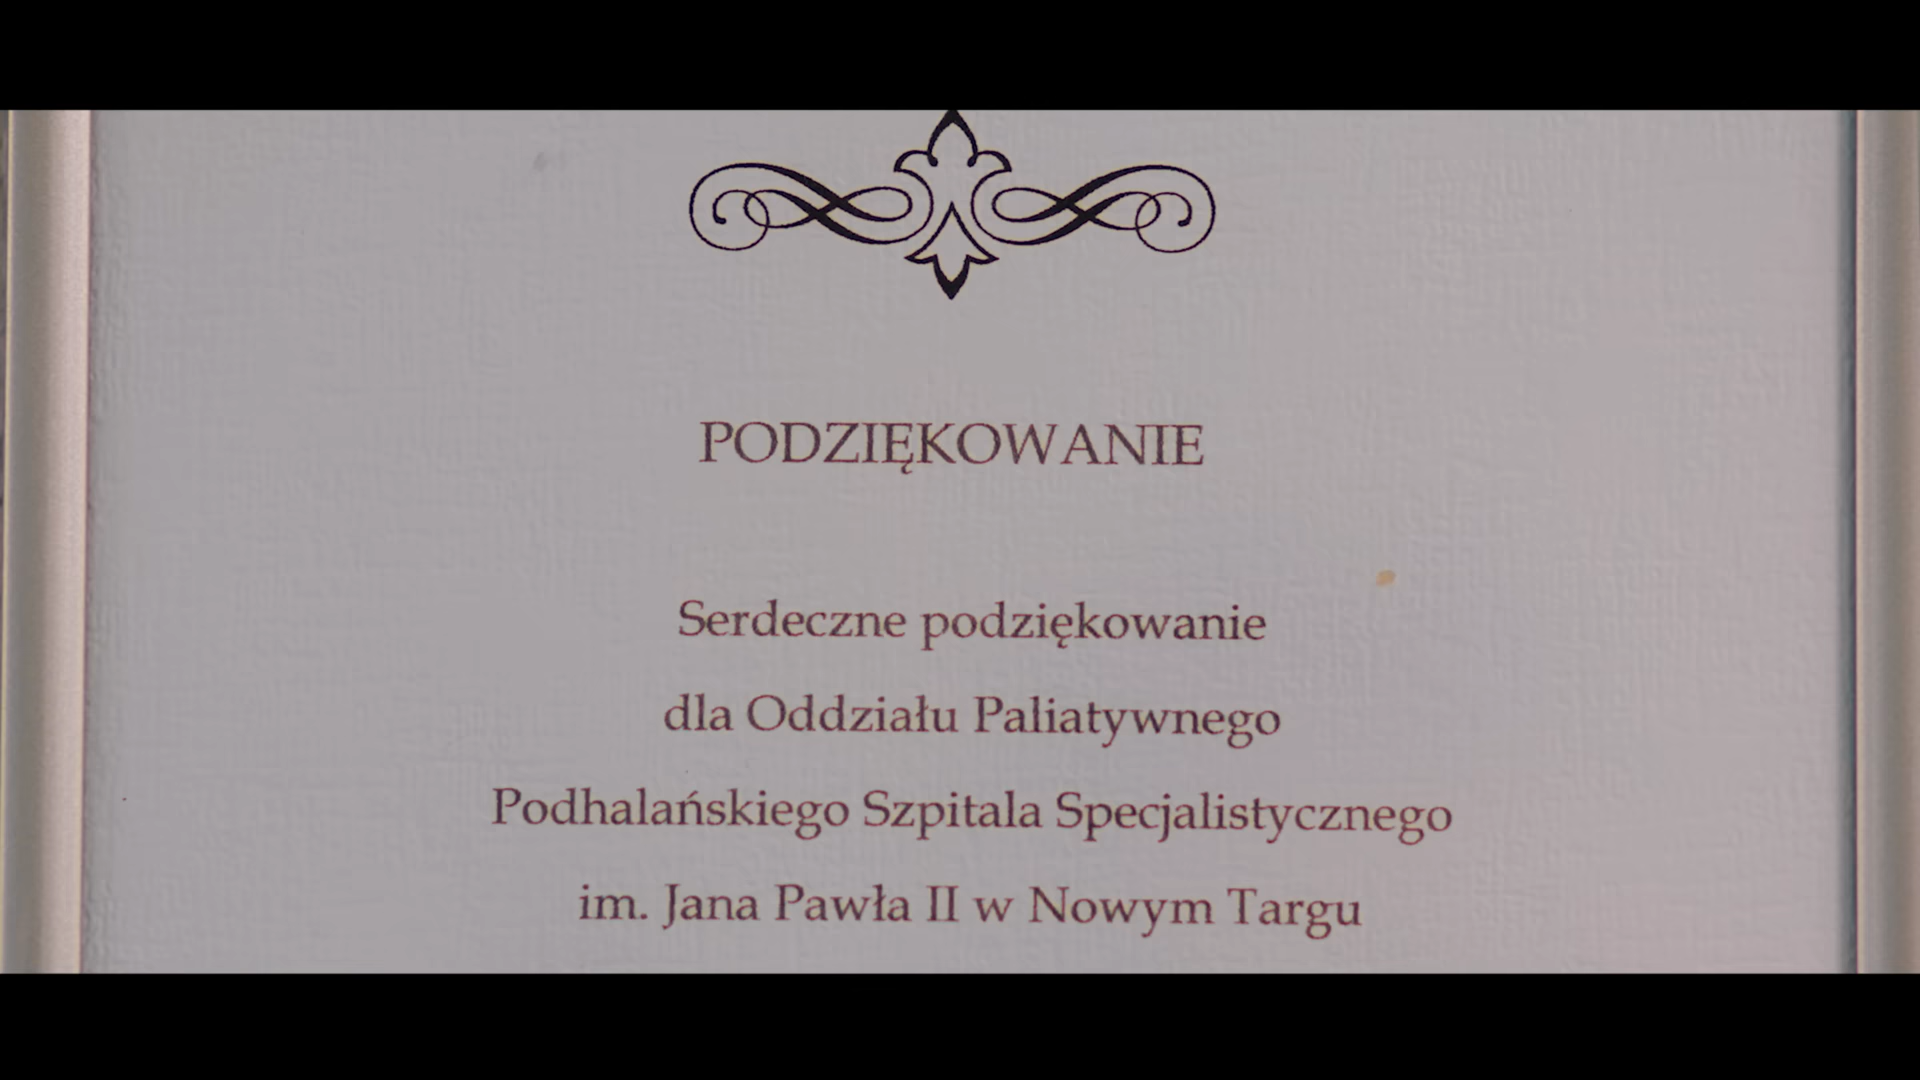 PODZIĘKOWANIE
Serdeczne podziękowanie
dla Oddziału Paliatywnego
Podhalańskiego Szpitala Specjalistycznego
im. Jana Pawła II w Nowym Targu